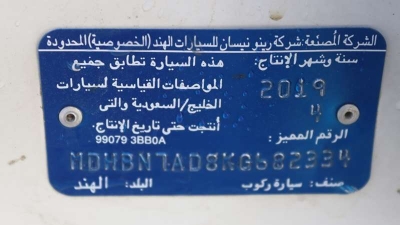 الشركة المصنعة: شركة رينو نيسان للسيارات الهند (الخصوصية) المحدودة
سنة وشهر الإنتاج: هذه السيارة تطابق جميع
2019 المواصفات القياسية لسيارات
4 الخليج/السعودية والتى
أنتجت حتى تاريخ الإنتاج.
الرقم المميز: 99079 3BB0A
MDHBN7AD8KG682334
صنف: سيارة ركوب البلد: الهند